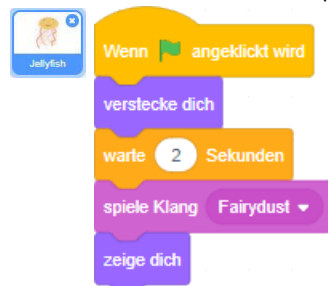 Jellyfish
Wenn angeklickt wird
verstecke dich
warte 2 Sekunden
spiele Klang Fairydust
zeige dich